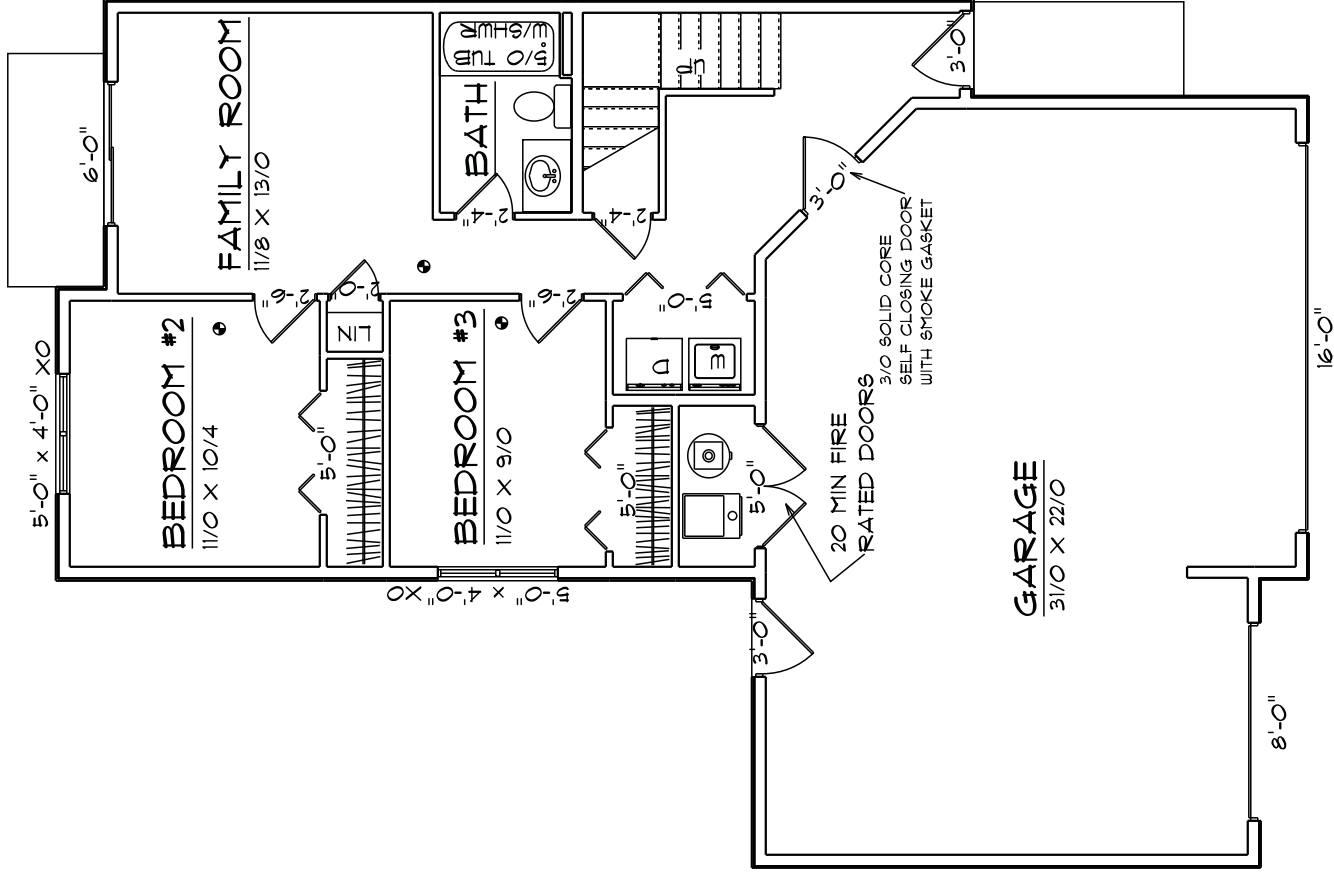 6'-0"
FAMILY ROOM
11/8 X 13/0
5/0 TUB
W/SHWR
BATH
UP
3'-0"
2'-4"
2'-4"
3'-0"
3/0 SOLID CORE
SELF CLOSING DOOR
WITH SMOKE GASKET
2'-6"
2'-0"
2'-6"
5'-0"
LIN
BEDROOM #2
11/0 X 10/4
5'-0" x 4'-0" XO
5'-0"
BEDROOM #3
11/0 X 9/0
5'-0"
D
W
5'-0"
20 MIN FIRE
RATED DOORS
5'-0" x 4'-0" XO
GARAGE
31/0 X 22/0
16'-0"
3'-0"
8'-0"